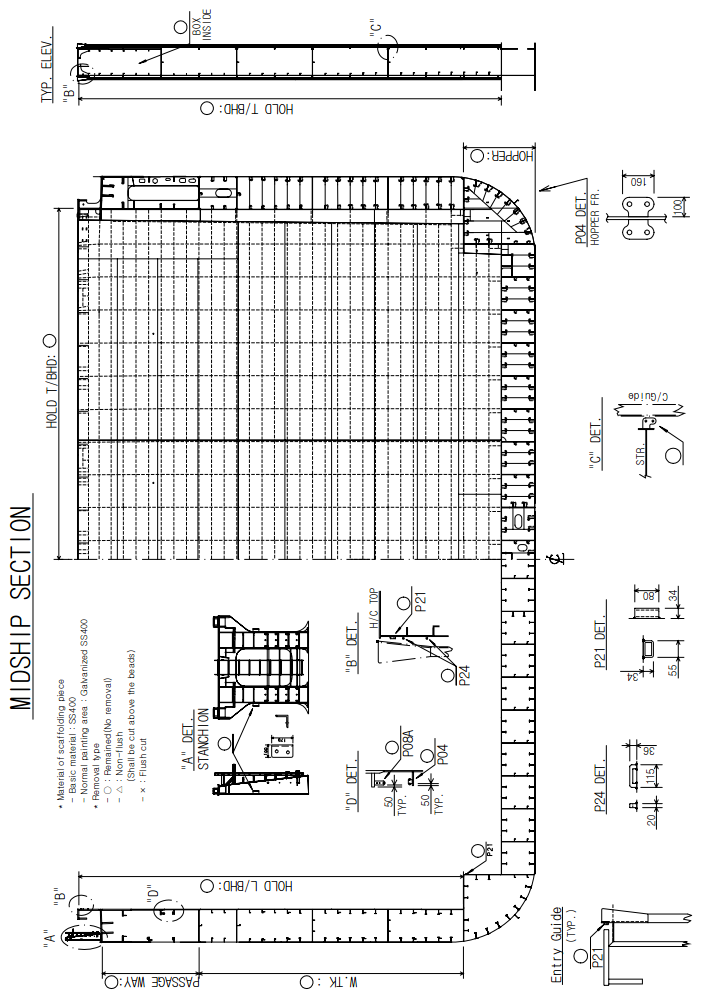 MIDSHIP SECTION
* Material of scaffolding piece
- Basic material : SS400
- Normal painting area : Galvanized SS400
* Removal type
- ○ : Remained(No removal)
- △ : Non-flush
(Shall be cut above the beads)
- × : Flush cut
TYP. ELEV.
"B"
BOX
INSIDE
"C"
HOLD T/BHD:
HOLD T/BHD:
HOPPER:
P04 DET.
HOPPER FR.
160
100
"C" DET.
STR.
C/Guide
"A" DET.
STANCHION
"B" DET.
H/C TOP
P21
P24
"D" DET.
P08A
P04
50
TYP.
50
TYP.
P21 DET.
34
55
80
34
P24 DET.
20
115
36
"A"
"B"
"D"
HOLD L/BHD:
PASSAGE WAY:
W.TK :
P21
Entry Guide
(TYP.)
P21